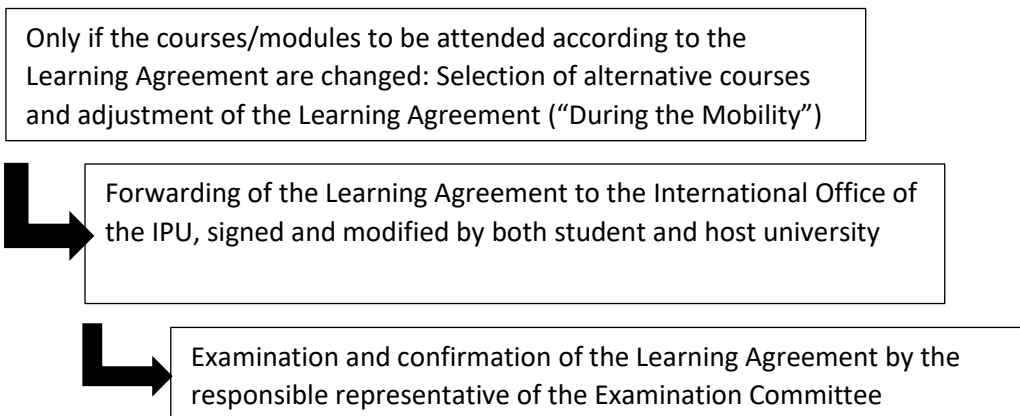 Only if the courses/modules to be attended according to the
Learning Agreement are changed: Selection of alternative courses
and adjustment of the Learning Agreement (“During the Mobility”)
Forwarding of the Learning Agreement to the International Office of
the IPU, signed and modified by both student and host university
Examination and confirmation of the Learning Agreement by the
responsible representative of the Examination Committee